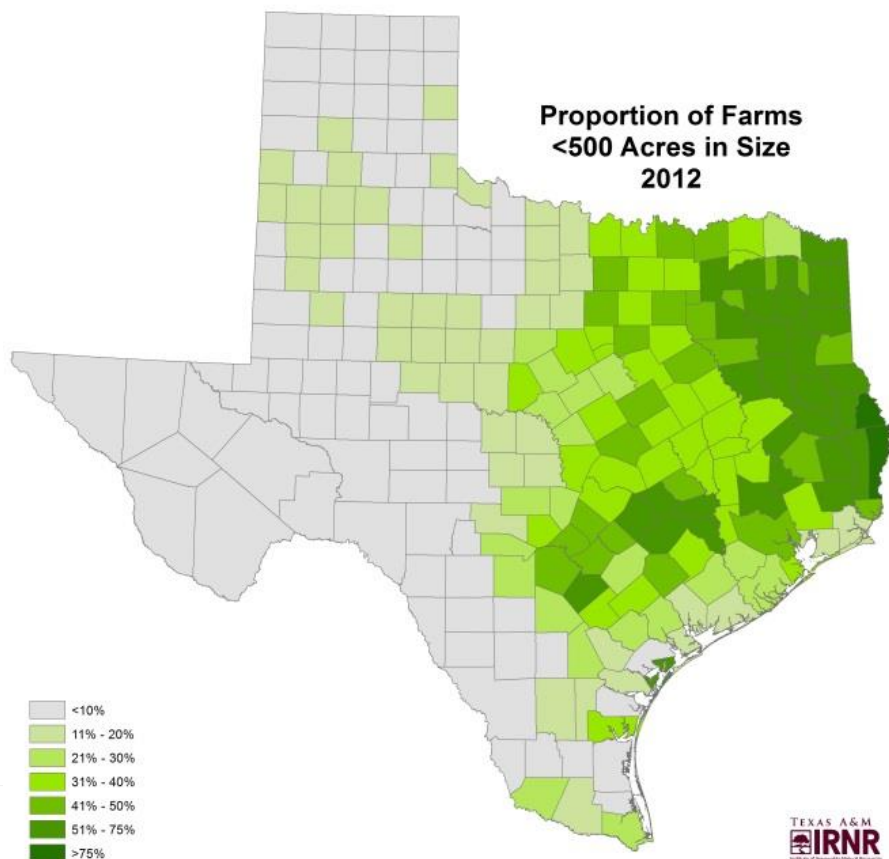 Proportion of Farms
<500 Acres in Size
2012
<10%
11% - 20%
21% - 30%
31% - 40%
41% - 50%
51% - 75%
>75%
TEXAS A&M
IRNR